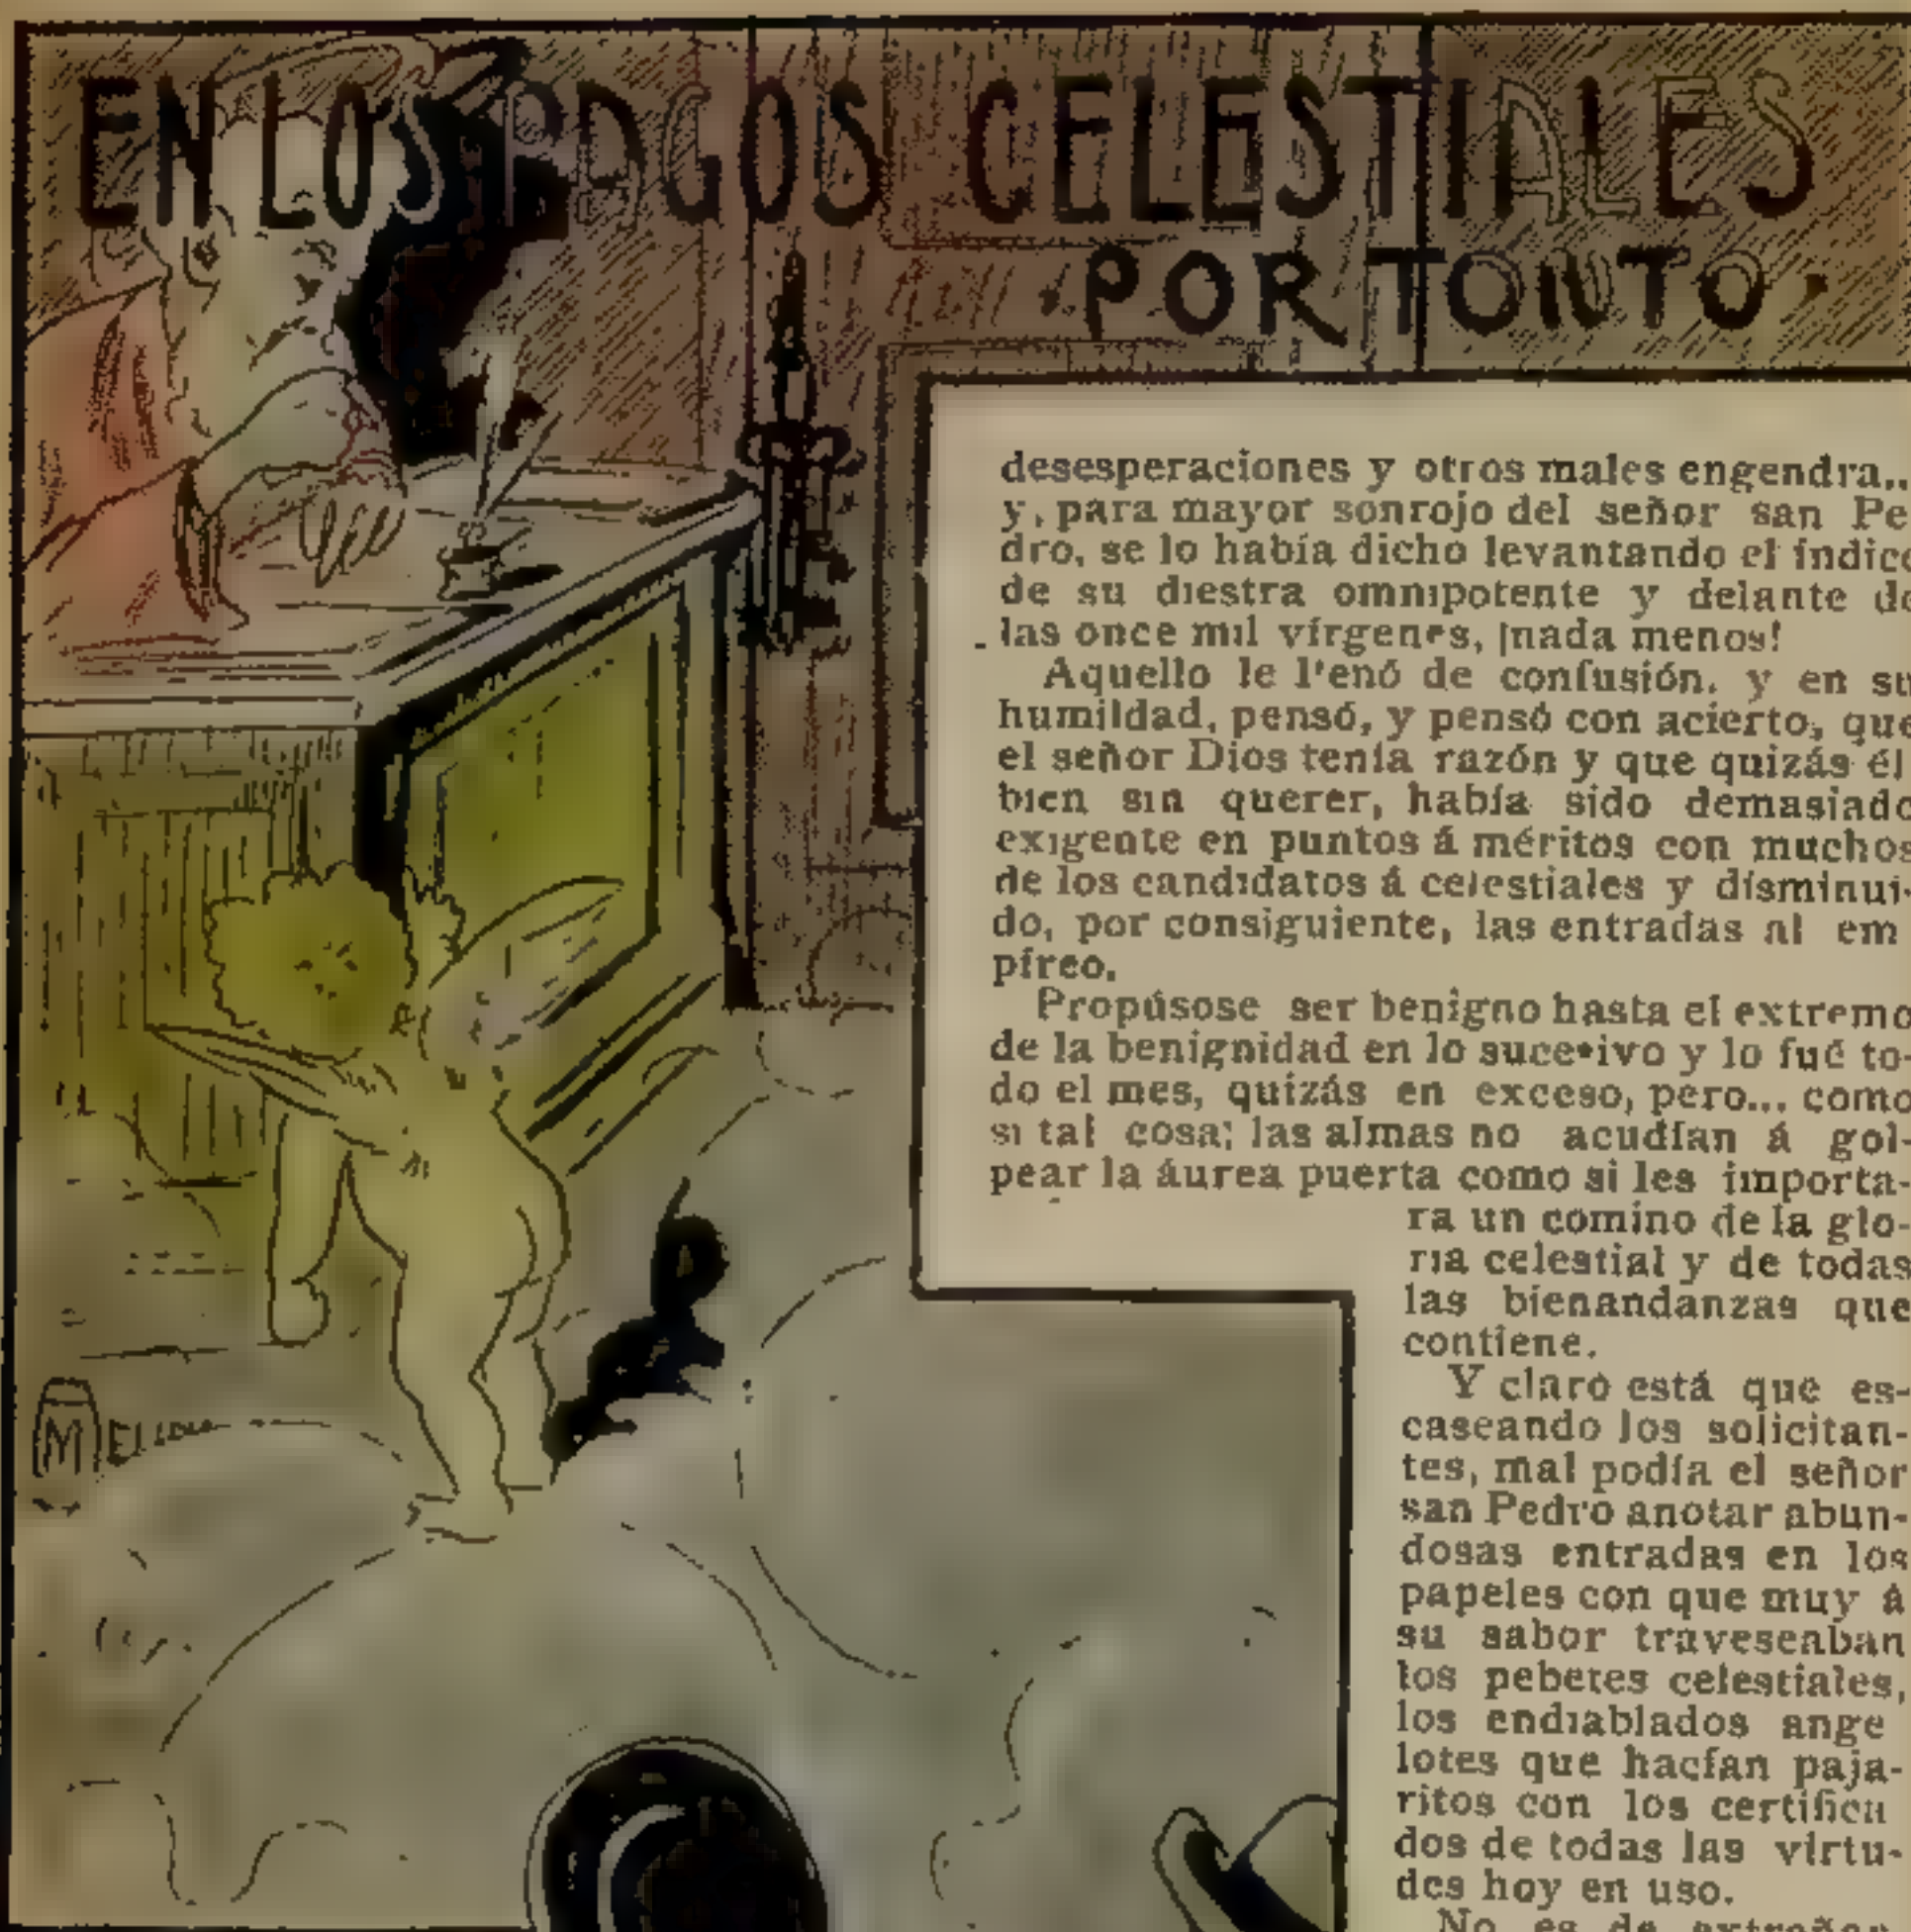 EN LOS PAGOS CELESTIALES
·POR TONTO·
desesperaciones y otros males engendra..
y, para mayor sonrojo del señor san Pe
dro, se lo había dicho levantando el índice
de su diestra omnipotente y delante de
las once mil vírgenes, ¡nada menos!
Aquello le l'enó de confusión, y en su
humildad, pensó, y pensó con acierto, que
el señor Dios tenía razón y que quizás él
bien sin querer, había sido demasiado
exigente en puntos á méritos con muchos
de los candidatos á celestiales y disminui-
do, por consiguiente, las entradas al em
píreo.
Propúsose ser benigno hasta el extremo
de la benignidad en lo sucesivo y lo fué to-
do el mes, quizás en exceso, pero... como
si tal cosa; las almas no acudían á gol-
pear la áurea puerta como si les importa-
ra un comino de la glo-
ria celestial y de todas
las bienandanzas que
contiene.
Y claro está que es-
caseando los solicitan-
tes, mal podía el señor
san Pedro anotar abun-
dosas entradas en los
papeles con que muy á
su sabor traveseaban
los pebetes celestiales,
los endiablados ange
lotes que hacían paja-
ritos con los certifica
dos de todas las virtu-
des hoy en uso.
No es de extrañar